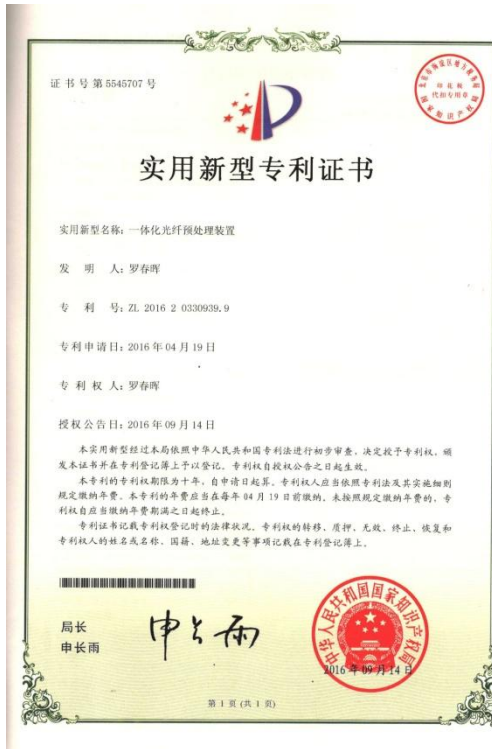 证书号第5545707号
印花税
代扣专用章
实用新型专利证书
实用新型名称：一体化光纤预处理装置
发明人：罗春晖
专利号：ZL 2016 2 0330939.9
专利申请日：2016年04月19日
专利权人：罗春晖
授权公告日：2016年09月14日
本实用新型经过本局依照中华人民共和国专利法进行初步审查，决定授予专利权，颁
发本证书并在专利登记簿上予以登记。专利权自授权公告之日起生效。
本专利的专利权期限为十年，自申请日起算。专利权人应当依照专利法及其实施细则
规定缴纳年费。本专利的年费应当在每年04月19日前缴纳。未按照规定缴纳年费的，专
利权自应当缴纳年费期满之日起终止。
专利证书记载专利权登记时的法律状况。专利权的转移、质押、无效、终止、恢复和
专利权人的姓名或名称、国籍、地址变更等事项记载在专利登记簿上。
局长
申长雨
申长雨
中华人民共和国国家知识产权局
2016年09月14日
第1页(共1页)